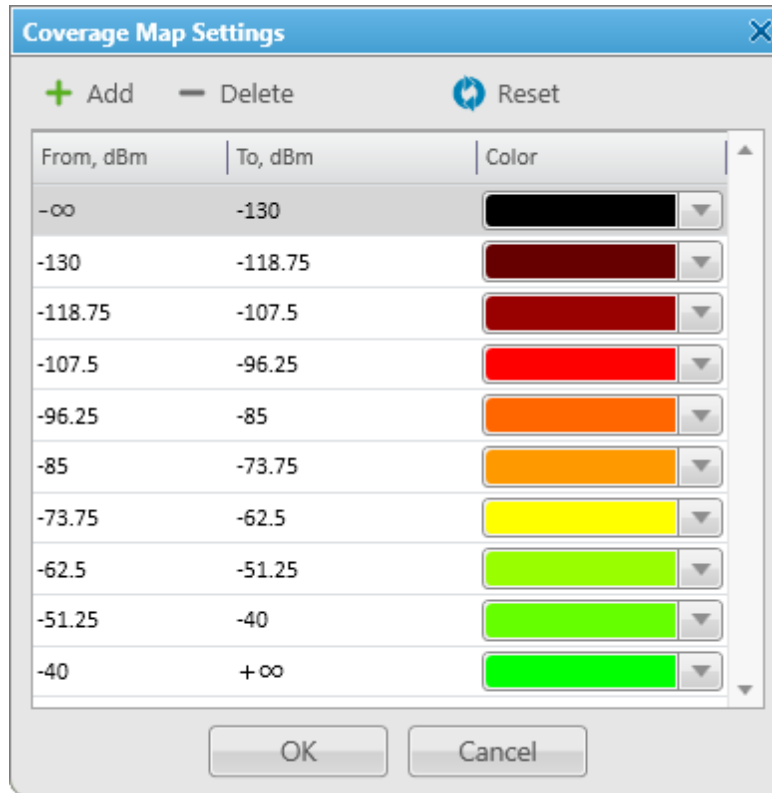 Coverage Map Settings
Add Delete Reset
From, dBm To, dBm Color
-∞ -130
-130 -118.75
-118.75 -107.5
-107.5 -96.25
-96.25 -85
-85 -73.75
-73.75 -62.5
-62.5 -51.25
-51.25 -40
-40 +∞
OK Cancel